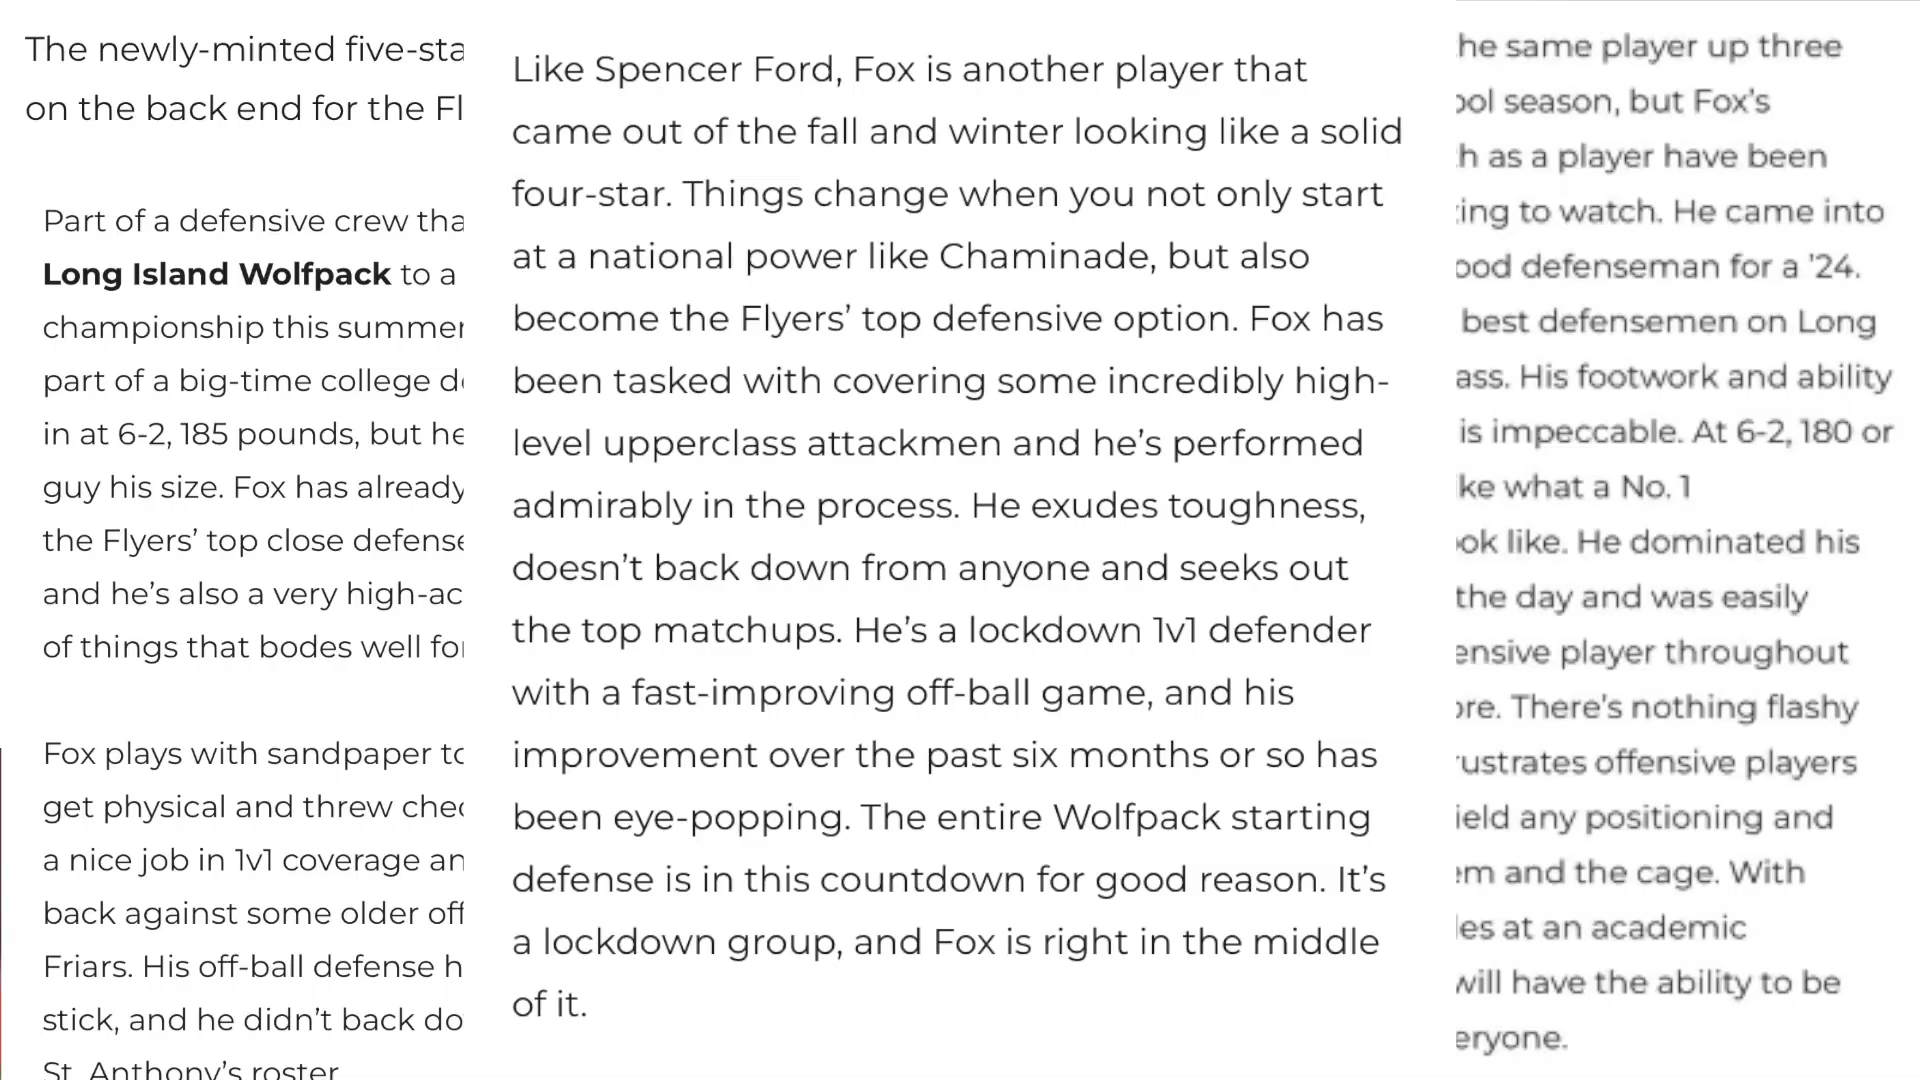 The newly-minted five-sta
on the back end for the Fl
Part of a defensive crew tha
Long Island Wolfpack to a
championship this summer
part of a big-time college
in at 6-2, 185 pounds, but he
guy his size. Fox has already
the Flyers’ top close defense
and he’s also a very high-ac
of things that bodes well for
Fox plays with sandpaper to
get physical and threw chec
a nice job in 1v1 coverage an
back against some older off
Friars. His off-ball defense h
stick, and he didn’t back do
St. Anthony’s roster
Like Spencer Ford, Fox is another player that
came out of the fall and winter looking like a solid
four-star. Things change when you not only start
at a national power like Chaminade, but also
become the Flyers’ top defensive option. Fox has
been tasked with covering some incredibly high-
level upperclass attackmen and he’s performed
admirably in the process. He exudes toughness,
doesn’t back down from anyone and seeks out
the top matchups. He’s a lockdown 1v1 defender
with a fast-improving off-ball game, and his
improvement over the past six months or so has
been eye-popping. The entire Wolfpack starting
defense is in this countdown for good reason. It’s
a lockdown group, and Fox is right in the middle
of it.
he same player up three
ool season, but Fox's
h as a player have been
ing to watch. He came into
ood defenseman for a '24.
best defensemen on Long
ass. His footwork and ability
is impeccable. At 6-2, 180 or
ke what a No. 1
ok like. He dominated his
the day and was easily
ensive player throughout
ore. There's nothing flashy
rustrates offensive players
ield any positioning and
em and the cage. With
les at an academic
will have the ability to be
eryone.